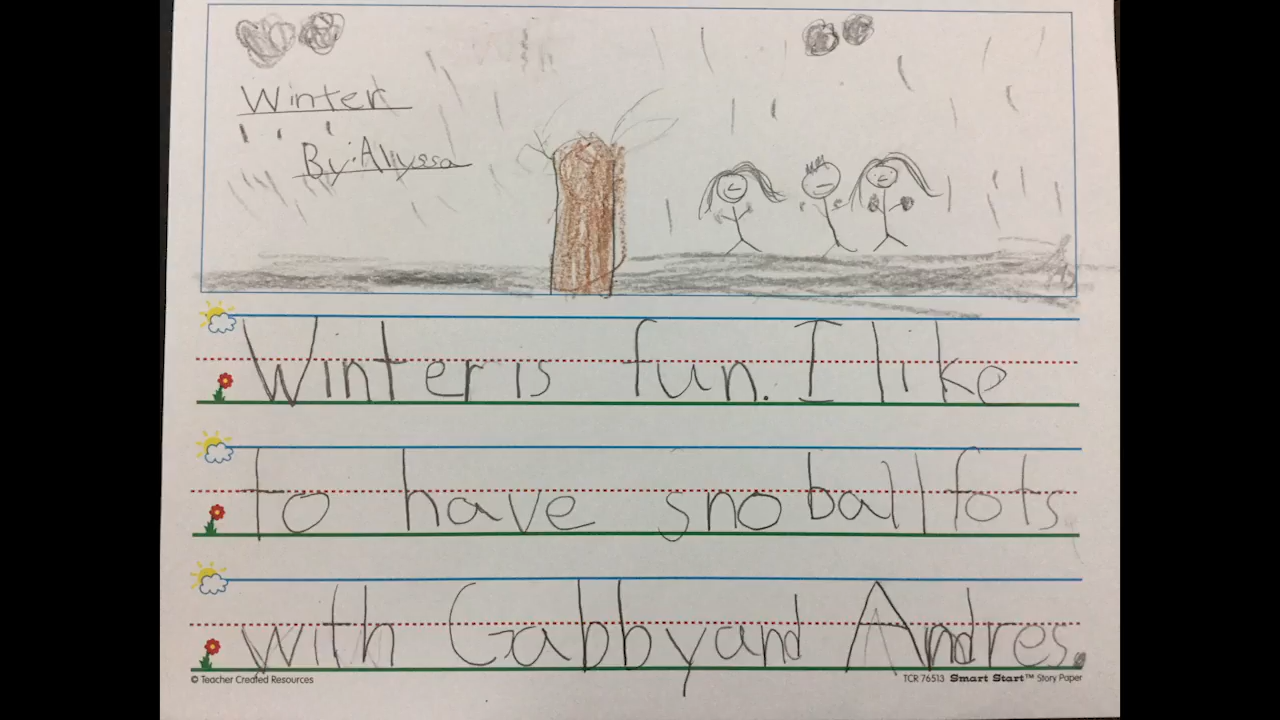 Winter
By: Aliyssa
Winter is fun. I like
to have sno ball fots
with Gabby and Andres.
© Teacher Created Resources
TCR 76513 Smart Start™ Story Paper